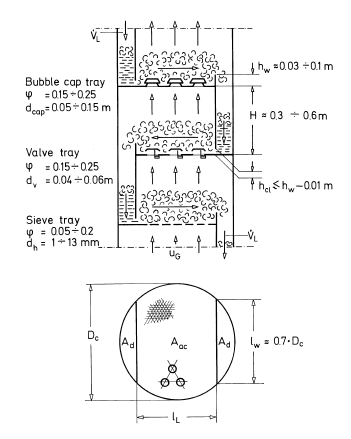 V̇L
hw ≈ 0.03 ÷ 0.1 m
Bubble cap tray
φ = 0.15 ÷ 0.25
dcap = 0.05 ÷ 0.15 m
H ≈ 0.3 ÷ 0.6 m
Valve tray
φ = 0.15 ÷ 0.25
dv = 0.04 ÷ 0.06 m
hcl ≤ hw − 0.01 m
Sieve tray
φ = 0.05 ÷ 0.2
dh = 1 ÷ 13 mm
V̇L
uG
Dc
Ad
Aac
Ad
lw ≈ 0.7 · Dc
lL